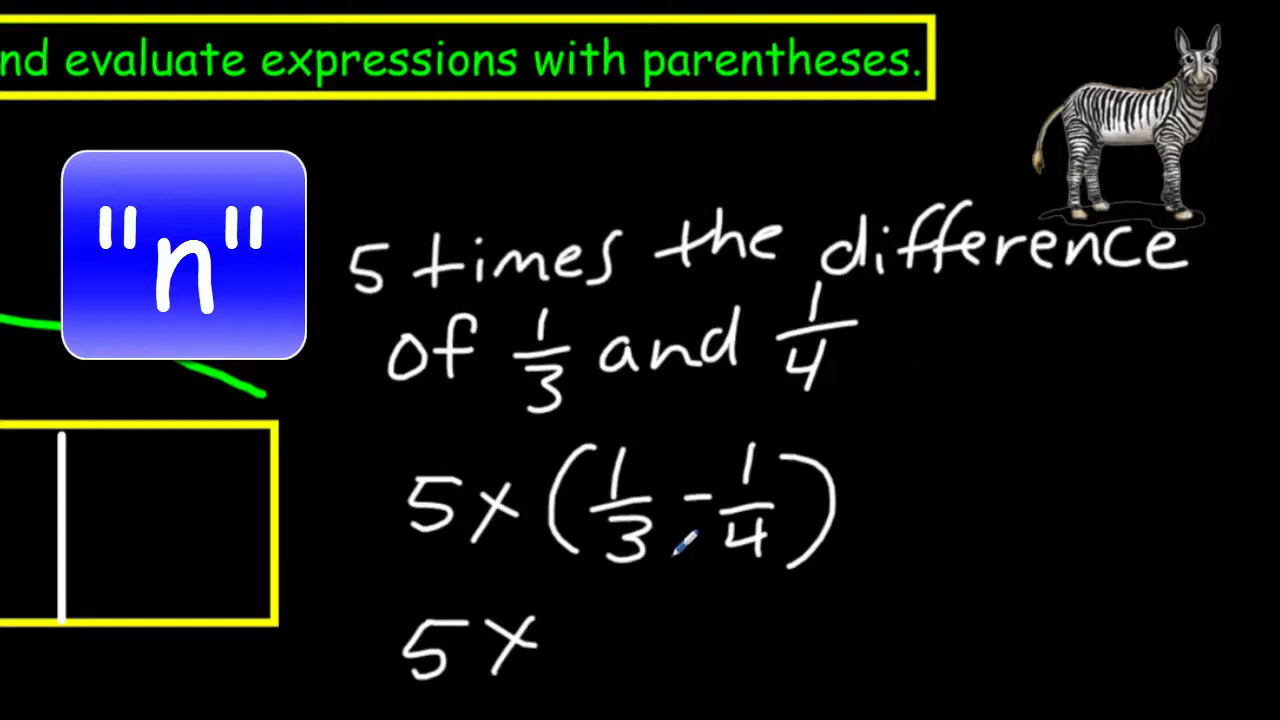 nd evaluate expressions with parentheses.
"n"
5 times the difference
of 1/3 and 1/4
5 x (1/3 - 1/4)
5 x